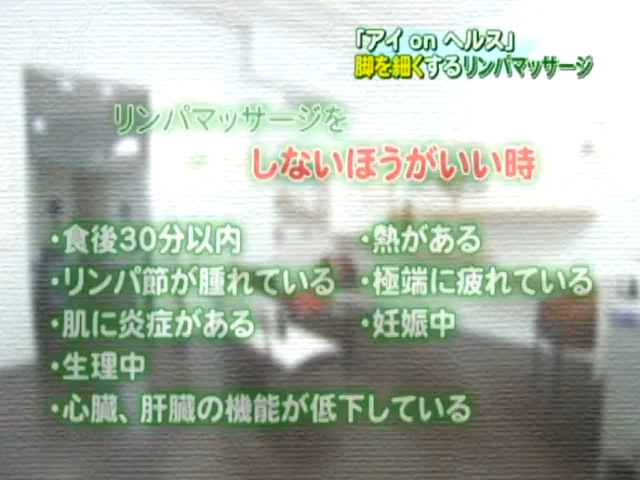 「アイ on ヘルス」
脚を細くするリンパマッサージ
リンパマッサージを
しないほうがいい時
・食後30分以内
・熱がある
・リンパ節が腫れている
・極端に疲れている
・肌に炎症がある
・妊娠中
・生理中
・心臓、肝臓の機能が低下している